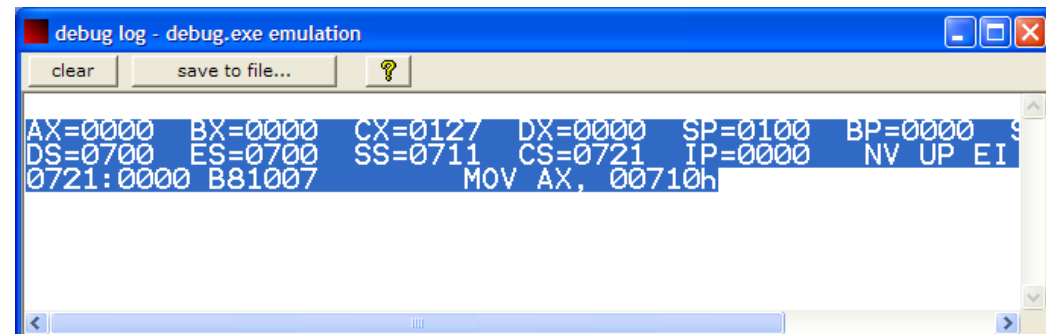 debug log - debug.exe emulation
clear save to file... ?
AX=0000 BX=0000 CX=0127 DX=0000 SP=0100 BP=0000
DS=0700 ES=0700 SS=0711 CS=0721 IP=0000 NV UP EI
0721:0000 B81007 MOV AX, 00710h